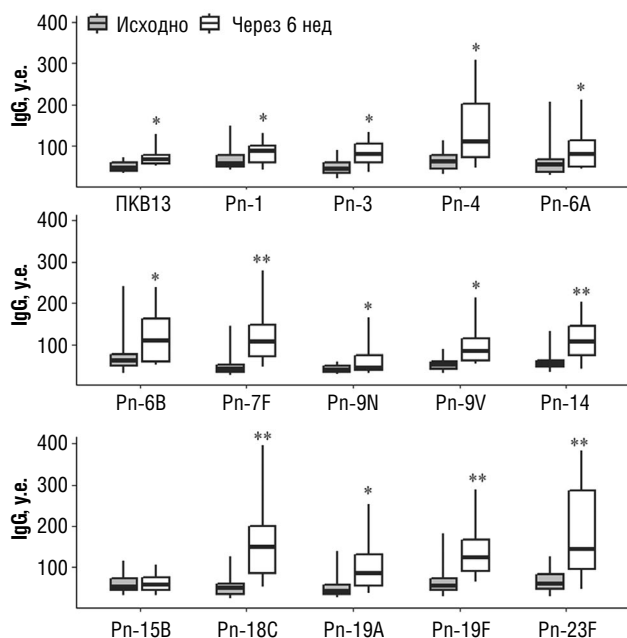 400
300
200
100
IgG, у.е.
Исходно Через 6 нед
* * * * *
ПКВ13 Pn-1 Pn-3 Pn-4 Pn-6A
400
300
200
100
IgG, у.е.
* ** * * **
Pn-6B Pn-7F Pn-9N Pn-9V Pn-14
400
300
200
100
IgG, у.е.
** * ** **
Pn-15B Pn-18C Pn-19A Pn-19F Pn-23F